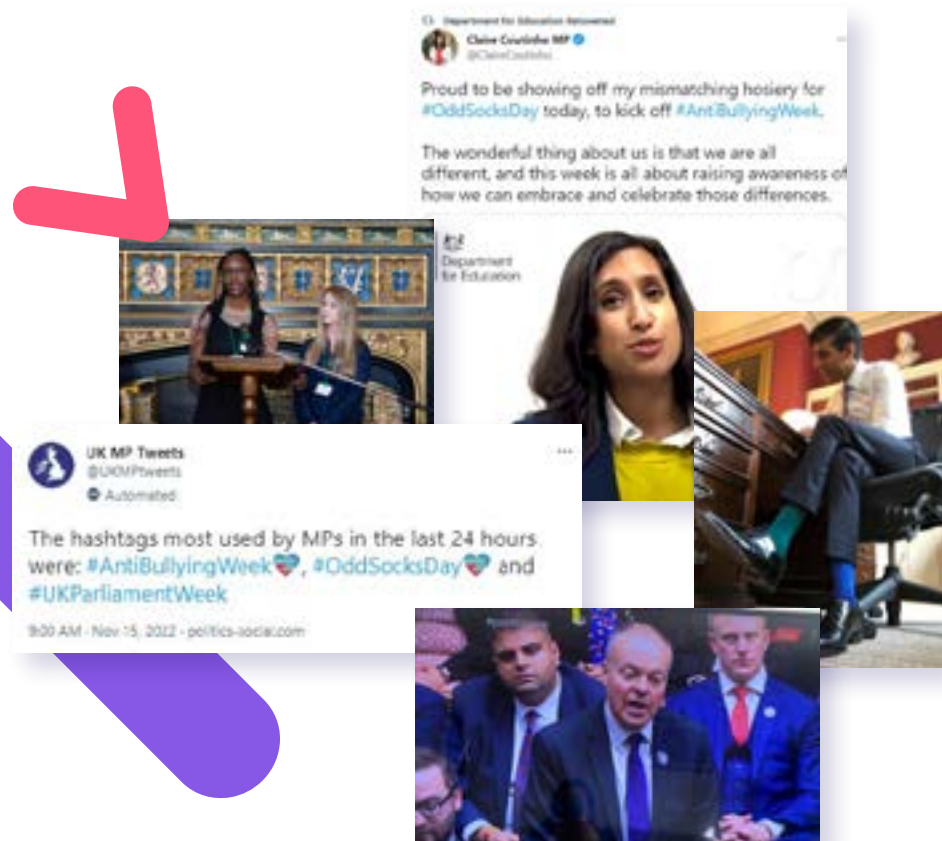 Department for Education Retweeted
Claire Coutinho MP
@ClaireCoutinho
Proud to be showing off my mismatching hosiery for
#OddSocksDay today, to kick off #AntiBullyingWeek.
The wonderful thing about us is that we are all
different, and this week is all about raising awareness of
how we can embrace and celebrate those differences.
Department
for Education
UK MP Tweets
@UKMPtweets
Automated
The hashtags most used by MPs in the last 24 hours
were: #AntiBullyingWeek, #OddSocksDay and
#UKParliamentWeek
9:00 AM · Nov 15, 2022 · politics-social.com